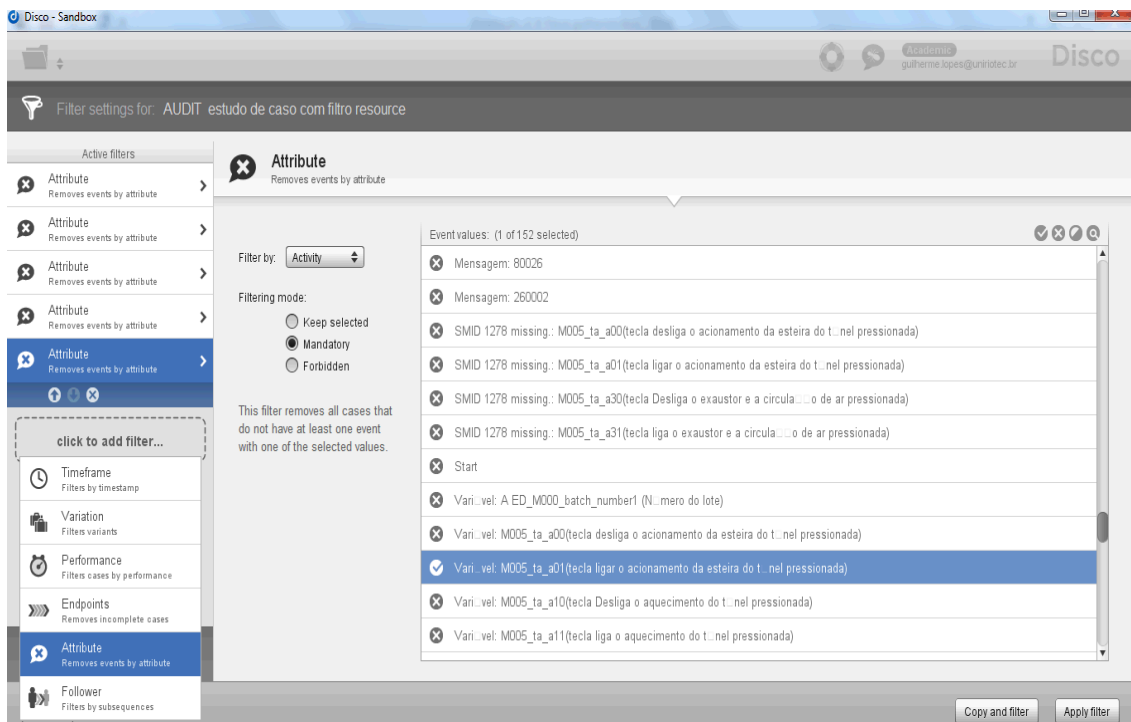 Disco - Sandbox
Academic
guilherme.lopes@uniriotec.br
Disco
Filter settings for: AUDIT estudo de caso com filtro resource
Active filters
Attribute
Removes events by attribute
Attribute
Removes events by attribute
Attribute
Removes events by attribute
Attribute
Removes events by attribute
Attribute
Removes events by attribute
click to add filter...
Timeframe
Filters by timestamp
Variation
Filters variants
Performance
Filters cases by performance
Endpoints
Removes incomplete cases
Attribute
Removes events by attribute
Follower
Filters by subsequences
Attribute
Removes events by attribute
Filter by: Activity
Filtering mode:
Keep selected
Mandatory
Forbidden
This filter removes all cases that
do not have at least one event
with one of the selected values.
Event values: (1 of 152 selected)
Mensagem: 80026
Mensagem: 260002
SMID 1278 missing.: M005_ta_a00(tecla desliga o acionamento da esteira do t□nel pressionada)
SMID 1278 missing.: M005_ta_a01(tecla ligar o acionamento da esteira do t□nel pressionada)
SMID 1278 missing.: M005_ta_a30(tecla Desliga o exaustor e a circula□□o de ar pressionada)
SMID 1278 missing.: M005_ta_a31(tecla liga o exaustor e a circula□□o de ar pressionada)
Start
Vari□vel: A ED_M000_batch_number1 (N□mero do lote)
Vari□vel: M005_ta_a00(tecla desliga o acionamento da esteira do t□nel pressionada)
Vari□vel: M005_ta_a01(tecla ligar o acionamento da esteira do t□nel pressionada)
Vari□vel: M005_ta_a10(tecla Desliga o aquecimento do t□nel pressionada)
Vari□vel: M005_ta_a11(tecla liga o aquecimento do t□nel pressionada)
Copy and filter
Apply filter